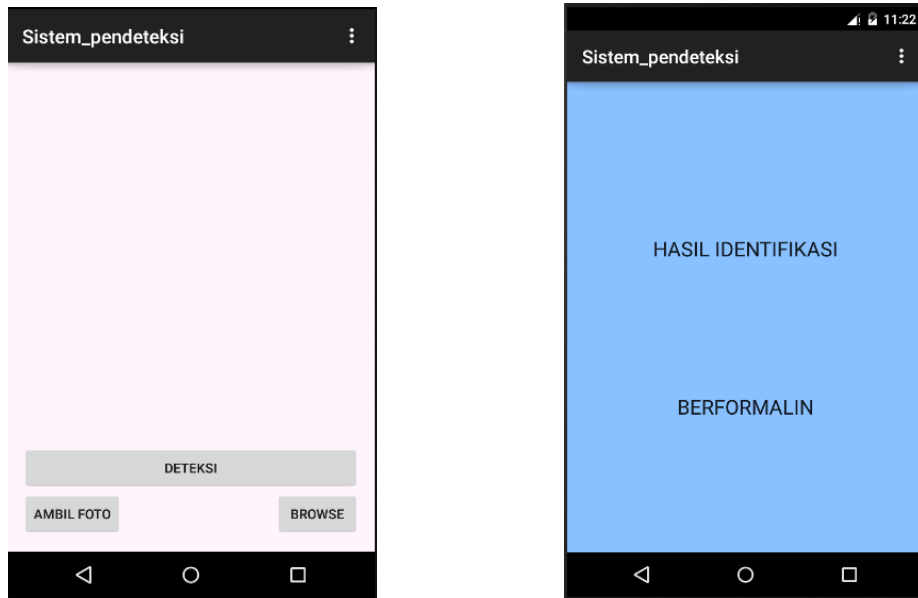 Sistem_pendeteksi
DETEKSI
AMBIL FOTO
BROWSE
11:22
Sistem_pendeteksi
HASIL IDENTIFIKASI
BERFORMALIN